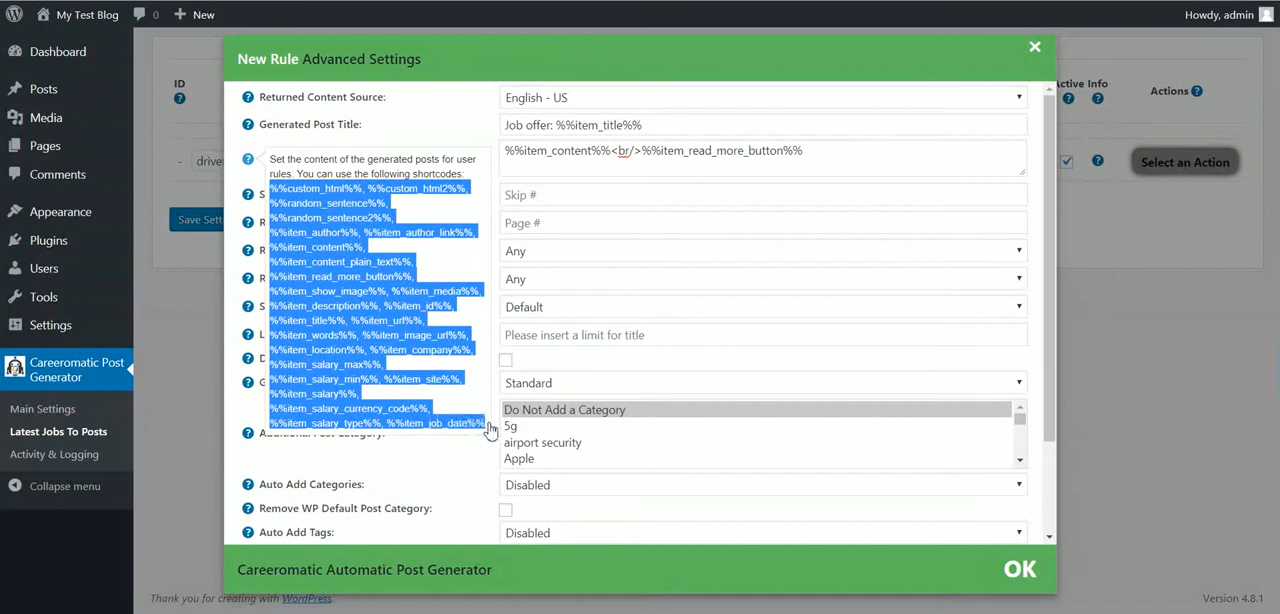 My Test Blog
0
New
Howdy, admin
Dashboard
Posts
Media
Pages
Comments
Appearance
Plugins
Users
Tools
Settings
Careeromatic Post
Generator
Main Settings
Latest Jobs To Posts
Activity & Logging
Collapse menu
ID
-
driver
Save Sett
New Rule Advanced Settings
×
Returned Content Source:
English - US
Generated Post Title:
Job offer: %%item_title%%
Set the content of the generated posts for user
rules. You can use the following shortcodes:
%%custom_html%%, %%custom_html2%%,
%%random_sentence%%,
%%random_sentence2%%,
%%item_author%%, %%item_author_link%%,
%%item_content%%,
%%item_content_plain_text%%,
%%item_read_more_button%%,
%%item_show_image%%, %%item_media%%,
%%item_description%%, %%item_id%%,
%%item_title%%, %%item_url%%,
%%item_words%%, %%item_image_url%%,
%%item_location%%, %%item_company%%,
%%item_salary_max%%,
%%item_salary_min%%, %%item_site%%,
%%item_salary%%,
%%item_salary_currency_code%%,
%%item_salary_type%%, %%item_job_date%%
%%item_content%%<br/>%%item_read_more_button%%
S
Skip #
R
Page #
R
Any
R
Any
S
Default
L
Please insert a limit for title
D
G
Standard
Additional Post Category:
Do Not Add a Category
5g
airport security
Apple
Auto Add Categories:
Disabled
Remove WP Default Post Category:
Auto Add Tags:
Disabled
Careeromatic Automatic Post Generator
OK
Active Info
Actions
Select an Action
Thank you for creating with WordPress.
Version 4.8.1